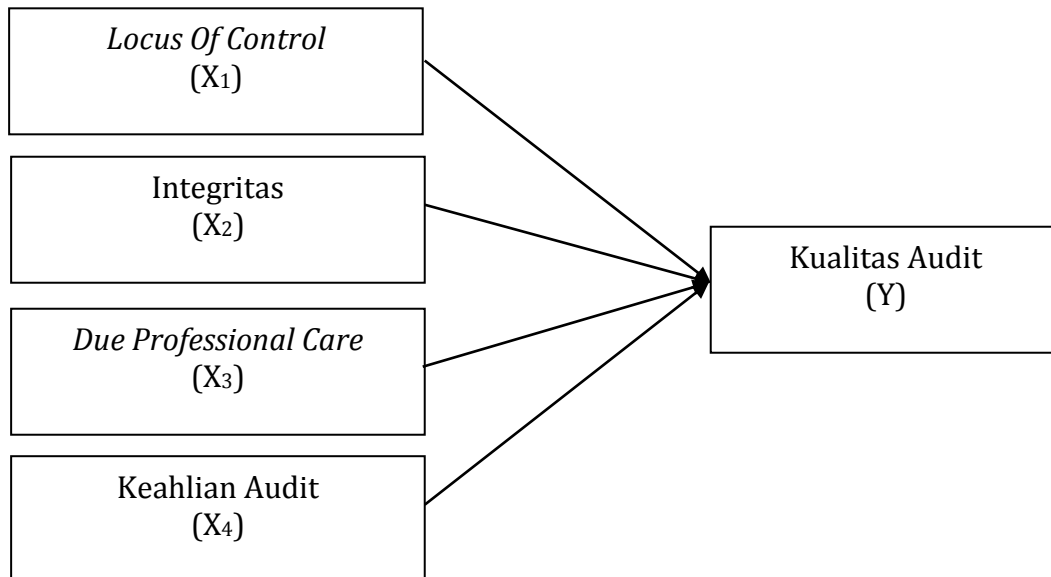 Locus Of Control
(X1)
Integritas
(X2)
Due Professional Care
(X3)
Keahlian Audit
(X4)
Kualitas Audit
(Y)